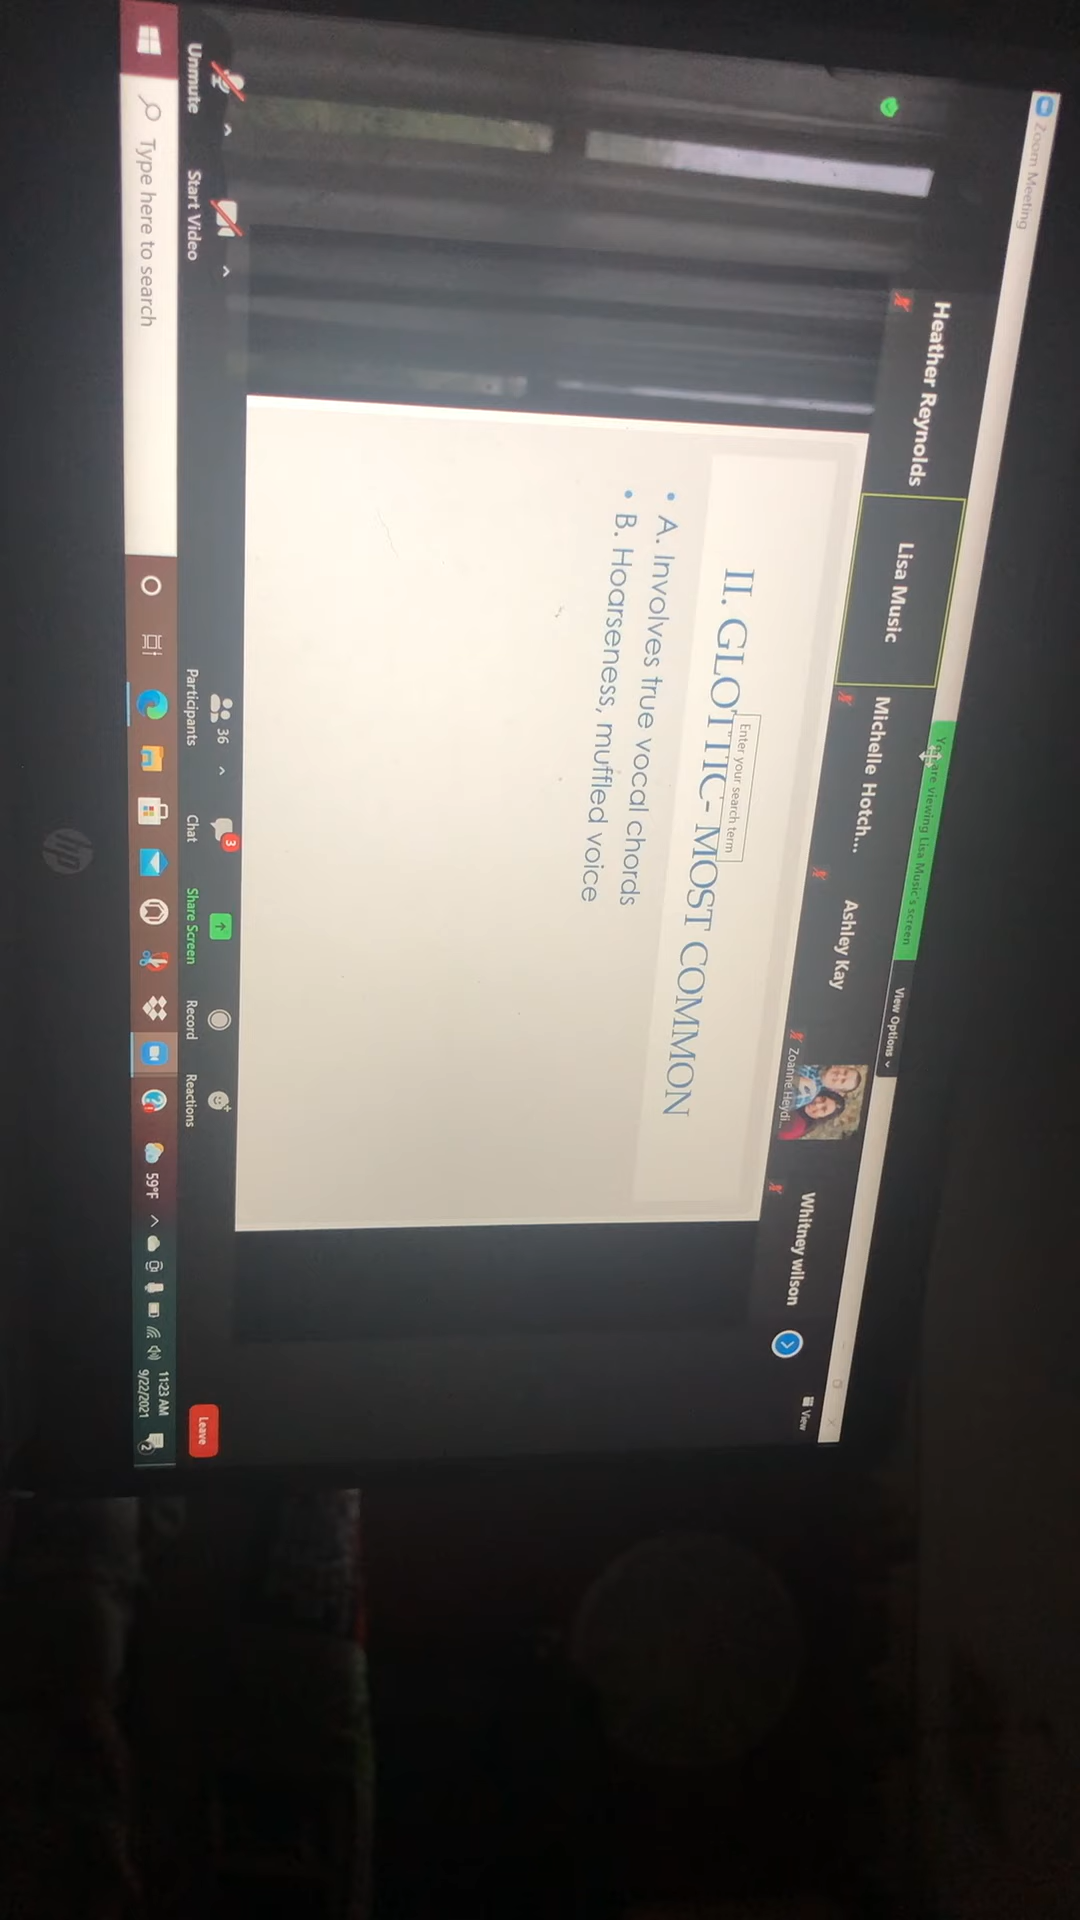 Zoom Meeting
You are viewing Lisa Music's screen
View Options
View
Heather Reynolds
Lisa Music
Michelle Hotch...
Ashley Kay
Zoanne Heydi...
Whitney wilson
Enter your search term
II. GLOTTIC- MOST COMMON
• A. Involves true vocal chords
• B. Hoarseness, muffled voice
Unmute
Start Video
Participants
36
Chat
3
Share Screen
Record
Reactions
Leave
Type here to search
59°F
11:23 AM
9/22/2021
2
hp